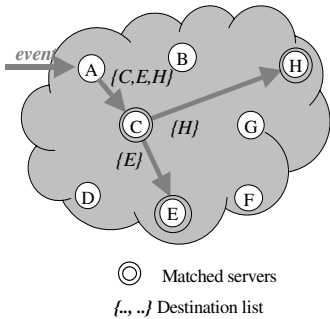 event
A
B
H
{C,E,H}
C
{H}
G
{E}
D
E
F
Matched servers
{.., ..} Destination list